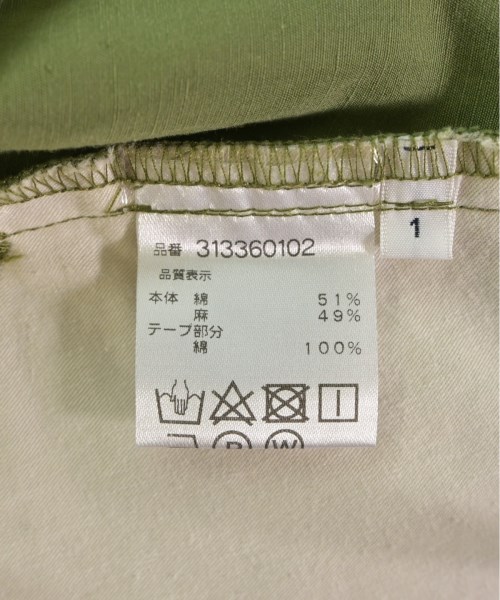 品番 313360102
1
品質表示
本体 綿 51%
麻 49%
テープ部分
綿 100%